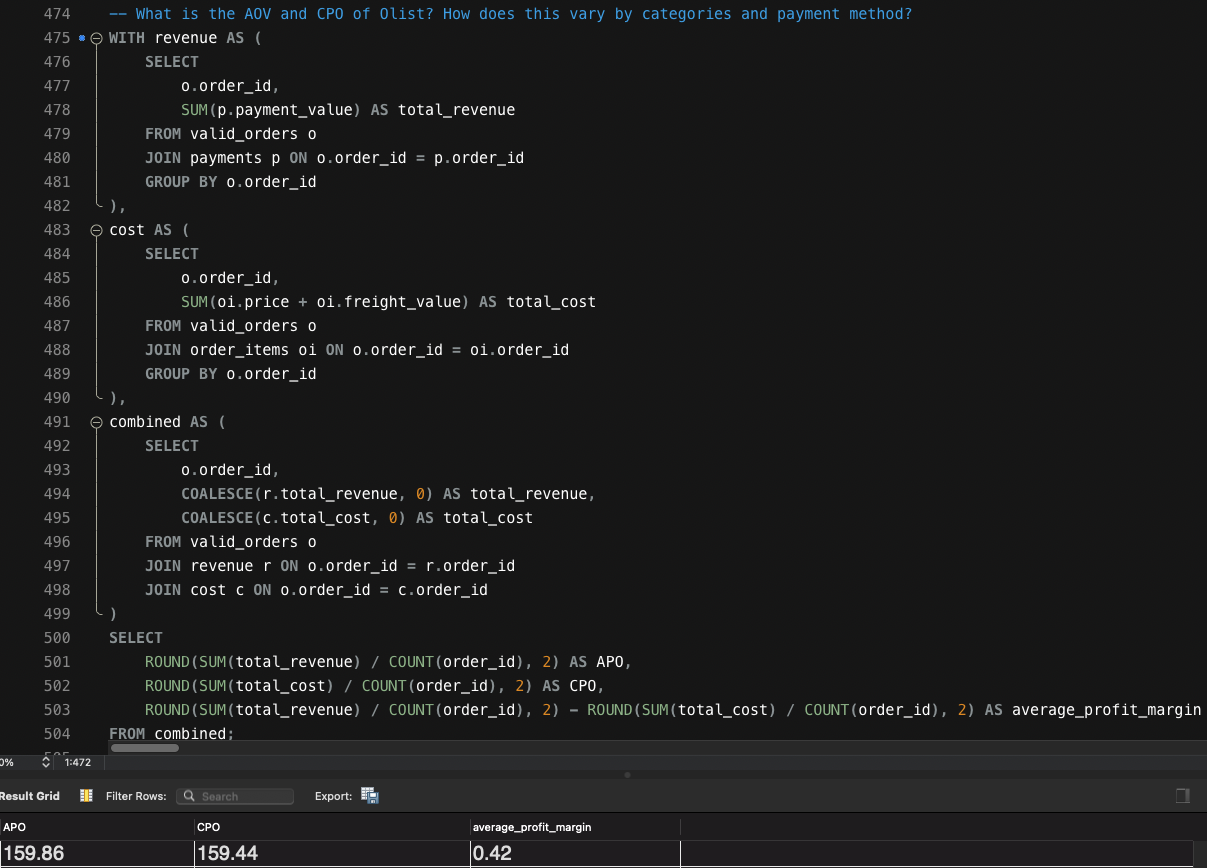 474 -- What is the AOV and CPO of Olist? How does this vary by categories and payment method?
475 WITH revenue AS (
476 SELECT
477 o.order_id,
478 SUM(p.payment_value) AS total_revenue
479 FROM valid_orders o
480 JOIN payments p ON o.order_id = p.order_id
481 GROUP BY o.order_id
482 ),
483 cost AS (
484 SELECT
485 o.order_id,
486 SUM(oi.price + oi.freight_value) AS total_cost
487 FROM valid_orders o
488 JOIN order_items oi ON o.order_id = oi.order_id
489 GROUP BY o.order_id
490 ),
491 combined AS (
492 SELECT
493 o.order_id,
494 COALESCE(r.total_revenue, 0) AS total_revenue,
495 COALESCE(c.total_cost, 0) AS total_cost
496 FROM valid_orders o
497 JOIN revenue r ON o.order_id = r.order_id
498 JOIN cost c ON o.order_id = c.order_id
499 )
500 SELECT
501 ROUND(SUM(total_revenue) / COUNT(order_id), 2) AS APO,
502 ROUND(SUM(total_cost) / COUNT(order_id), 2) AS CPO,
503 ROUND(SUM(total_revenue) / COUNT(order_id), 2) - ROUND(SUM(total_cost) / COUNT(order_id), 2) AS average_profit_margin
504 FROM combined;
0% 1:472
Result Grid Filter Rows: Search Export:
APO CPO average_profit_margin
159.86 159.44 0.42